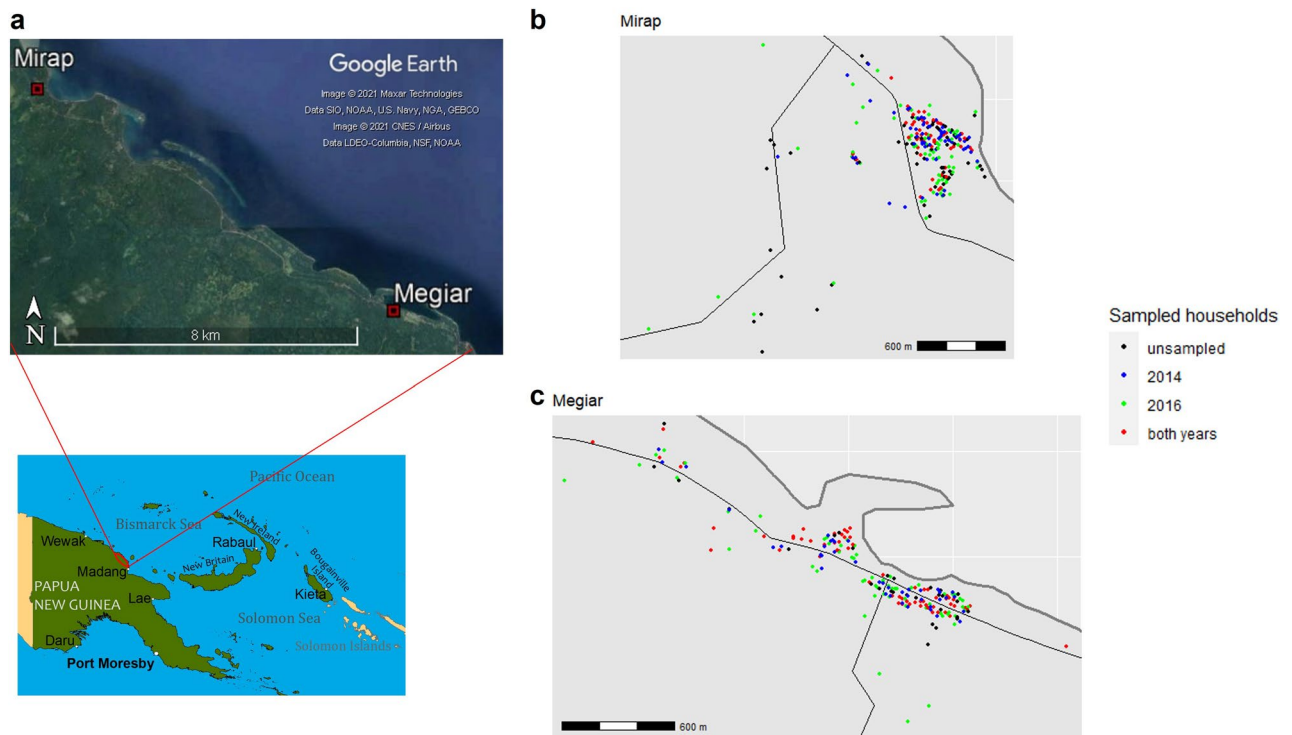 a
Mirap
Google Earth
Image © 2021 Maxar Technologies
Data SIO, NOAA, U.S. Navy, NGA, GEBCO
Image © 2021 CNES / Airbus
Data LDEO-Columbia, NSF, NOAA
Megiar
N
8 km
Pacific Ocean
Bismarck Sea
New Ireland
Wewak
Rabaul
Madang
New Britain
Bougainville
Island
PAPUA
NEW GUINEA
Lae
Kieta
Solomon Sea
Daru
Solomon Islands
Port Moresby
b
Mirap
600 m
c
Megiar
600 m
Sampled households
unsampled
2014
2016
both years